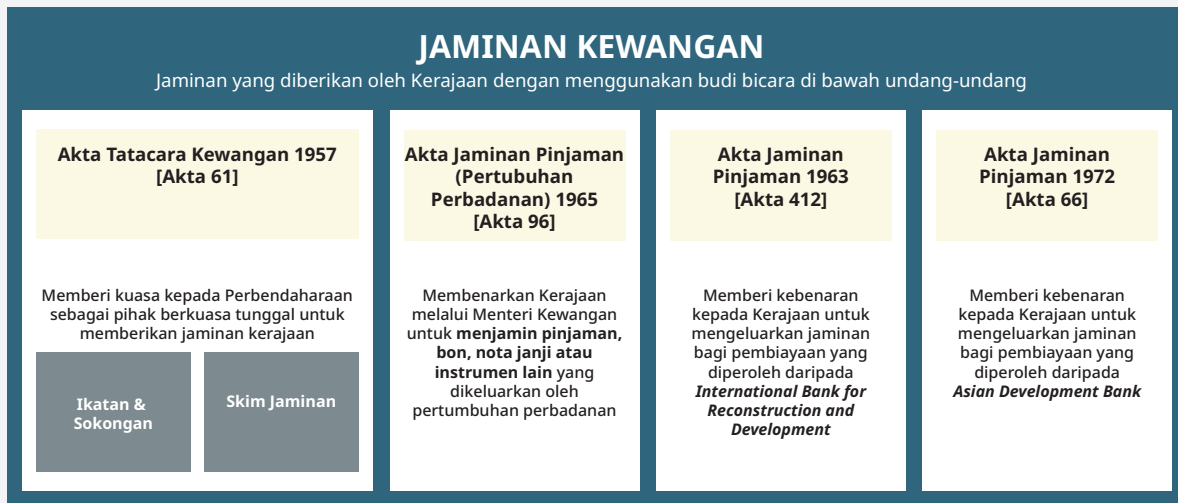 JAMINAN KEWANGAN
Jaminan yang diberikan oleh Kerajaan dengan menggunakan budi bicara di bawah undang-undang
Akta Tatacara Kewangan 1957
[Akta 61]
Memberi kuasa kepada Perbendaharaan
sebagai pihak berkuasa tunggal untuk
memberikan jaminan kerajaan
Ikatan &
Sokongan
Skim Jaminan
Akta Jaminan Pinjaman
(Pertubuhan
Perbadanan) 1965
[Akta 96]
Membenarkan Kerajaan
melalui Menteri Kewangan
untuk menjamin pinjaman,
bon, nota janji atau
instrumen lain yang
dikeluarkan oleh
pertumbuhan perbadanan
Akta Jaminan
Pinjaman 1963
[Akta 412]
Memberi kebenaran
kepada Kerajaan untuk
mengeluarkan jaminan
bagi pembiayaan yang
diperoleh daripada
International Bank for
Reconstruction and
Development
Akta Jaminan
Pinjaman 1972
[Akta 66]
Memberi kebenaran
kepada Kerajaan untuk
mengeluarkan jaminan
bagi pembiayaan yang
diperoleh daripada
Asian Development Bank